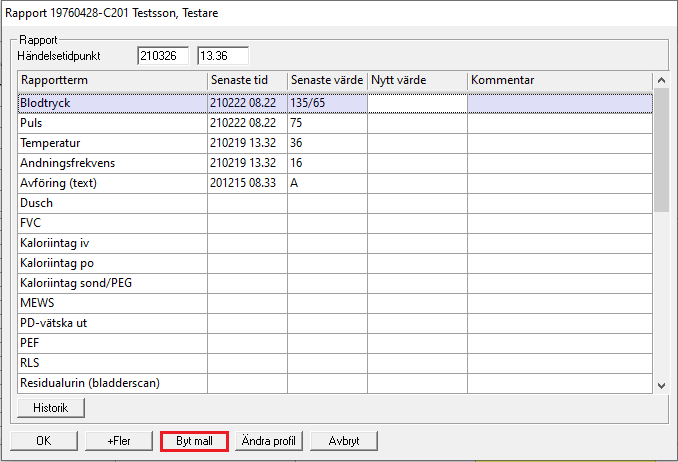 Rapport 19760428-C201 Testsson, Testare
Rapport
Händelsetidpunkt 210326 13.36
Rapportterm Senaste tid Senaste värde Nytt värde Kommentar
Blodtryck 210222 08.22 135/65
Puls 210222 08.22 75
Temperatur 210219 13.32 36
Andningsfrekvens 210219 13.32 16
Avföring (text) 201215 08.33 A
Dusch
FVC
Kaloriintag iv
Kaloriintag po
Kaloriintag sond/PEG
MEWS
PD-vätska ut
PEF
RLS
Residualurin (bladderscan)
Historik
OK +Fler Byt mall Ändra profil Avbryt